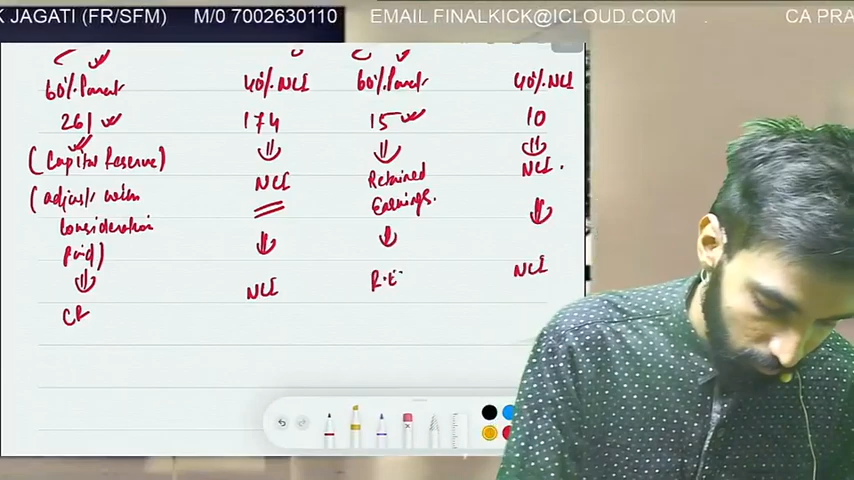 K JAGATI (FR/SFM) M/0 7002630110 EMAIL FINALKICK@ICLOUD.COM CA PRA
60% Parent 40% NCI 60% Parent 40% NCI
261 174 15 10
(Capital Reserve) NCI Retained Earnings. NCI.
(adjust with consideration paid)
NCI R.E NCI
CR